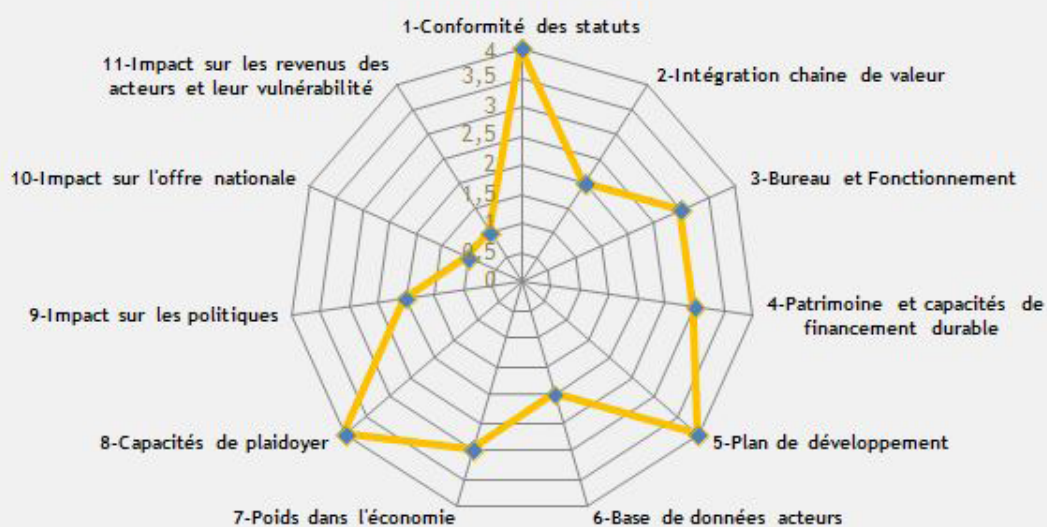 1-Conformité des statuts
4
3,5
3
2,5
2
1,5
1
0,5
0
2-Intégration chaine de valeur
3-Bureau et Fonctionnement
4-Patrimoine et capacités de
financement durable
5-Plan de développement
6-Base de données acteurs
7-Poids dans l'économie
8-Capacités de plaidoyer
9-Impact sur les politiques
10-Impact sur l'offre nationale
11-Impact sur les revenus des
acteurs et leur vulnérabilité